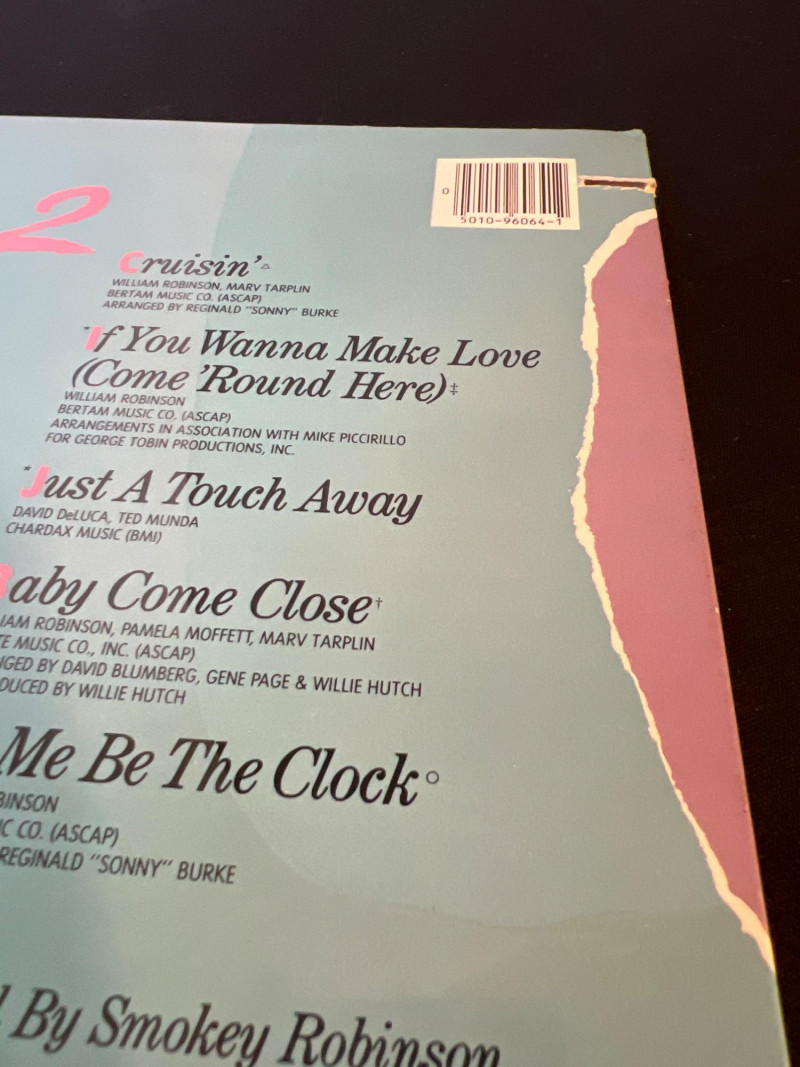 0
5010-96064-1
2
Cruisin'△
WILLIAM ROBINSON, MARV TARPLIN
BERTAM MUSIC CO. (ASCAP)
ARRANGED BY REGINALD "SONNY" BURKE
*If You Wanna Make Love
(Come 'Round Here)‡
WILLIAM ROBINSON
BERTAM MUSIC CO. (ASCAP)
ARRANGEMENTS IN ASSOCIATION WITH MIKE PICCIRILLO
FOR GEORGE TOBIN PRODUCTIONS, INC.
*Just A Touch Away
DAVID DeLUCA, TED MUNDA
CHARDAX MUSIC (BMI)
Baby Come Close†
IAM ROBINSON, PAMELA MOFFETT, MARV TARPLIN
TE MUSIC CO., INC. (ASCAP)
NGED BY DAVID BLUMBERG, GENE PAGE & WILLIE HUTCH
DUCED BY WILLIE HUTCH
Me Be The Clock○
BINSON
IC CO. (ASCAP)
REGINALD "SONNY" BURKE
By Smokey Robinson